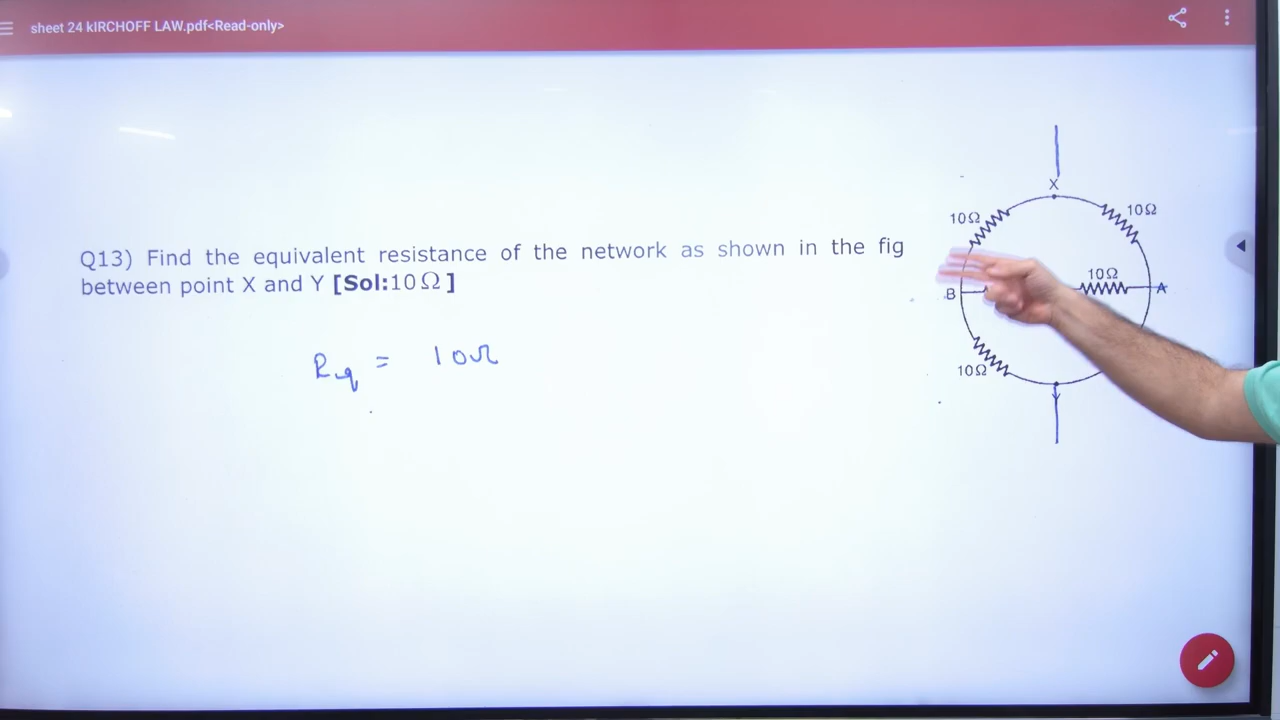 sheet 24 kIRCHOFF LAW.pdf<Read-only>
X
10Ω
10Ω
Q13) Find the equivalent resistance of the network as shown in the fig
between point X and Y [Sol:10Ω]
10Ω
B
A
10Ω
Req = 10Ω